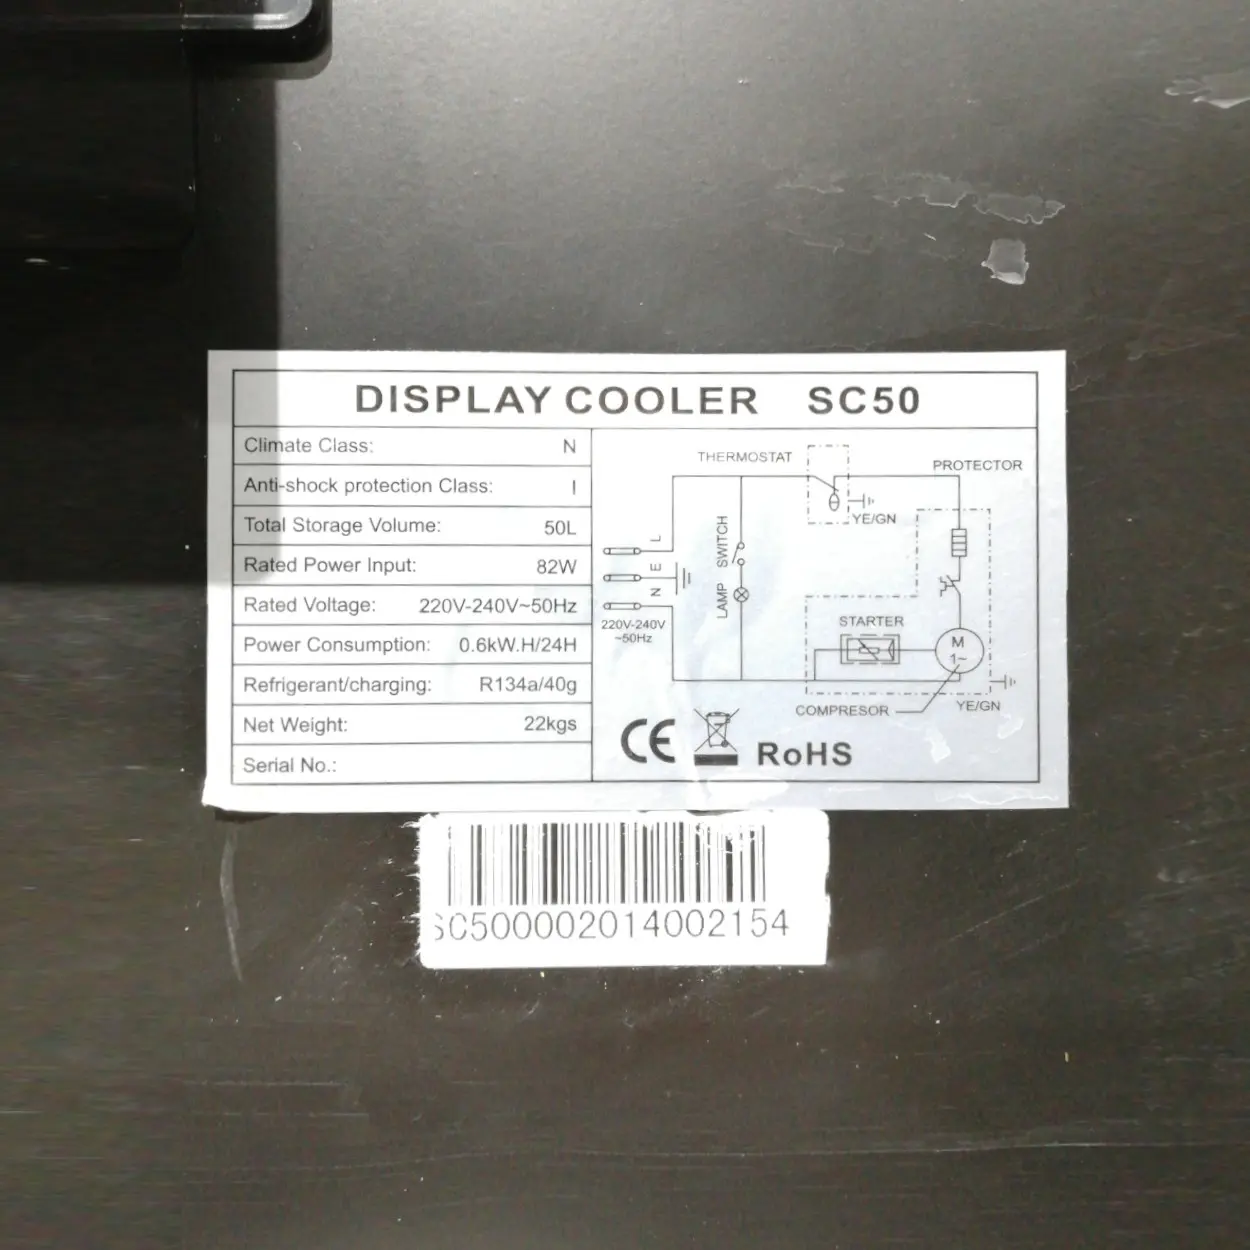 DISPLAY COOLER SC50
Climate Class: N
Anti-shock protection Class: I
Total Storage Volume: 50L
Rated Power Input: 82W
Rated Voltage: 220V-240V~50Hz
Power Consumption: 0.6kW.H/24H
Refrigerant/charging: R134a/40g
Net Weight: 22kgs
Serial No.:
THERMOSTAT
PROTECTOR
YE/GN
L
E
N
220V-240V
~50Hz
LAMP SWITCH
STARTER
M
1~
COMPRESOR
YE/GN
CE
RoHS
SC500002014002154